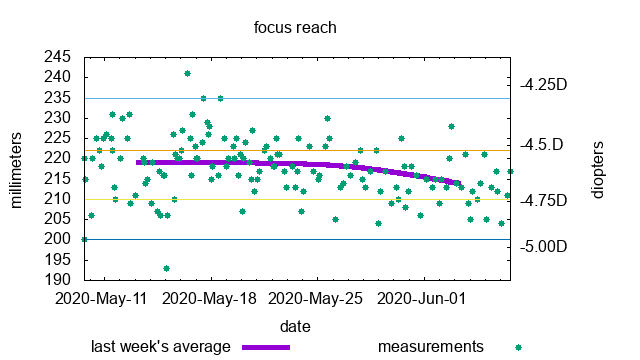 focus reach
245
240
235
230
225
220
215
210
205
200
195
190
millimeters
-4.25D
-4.5 D
-4.75D
-5.00D
diopters
2020-May-11 2020-May-18 2020-May-25 2020-Jun-01
date
last week's average measurements